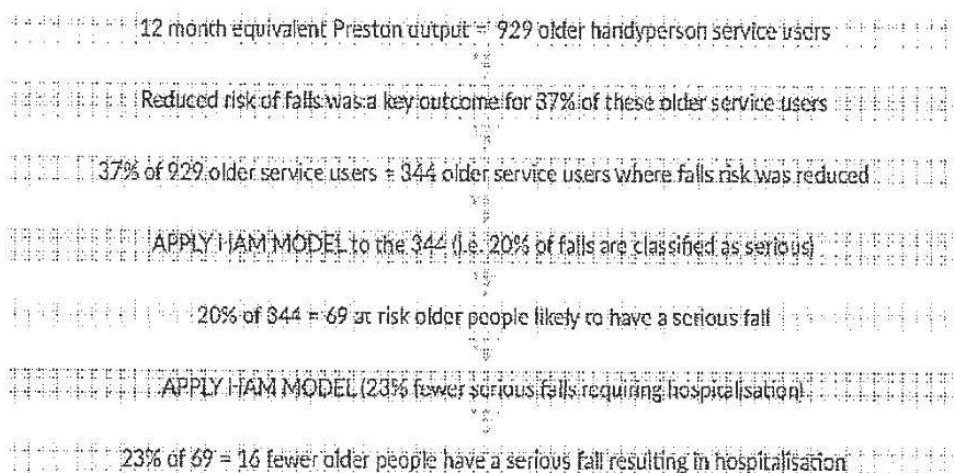 12 month equivalent Preston output = 929 older handyperson service users
Reduced risk of falls was a key outcome for 37% of these older service users
37% of 929 older service users = 344 older service users where falls risk was reduced
APPLY HAM MODEL to the 344 (i.e. 20% of falls are classified as serious)
20% of 344 = 69 at risk older people likely to have a serious fall
APPLY HAM MODEL (23% fewer serious falls requiring hospitalisation)
23% of 69 = 16 fewer older people have a serious fall resulting in hospitalisation